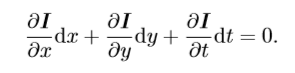 ∂I/∂x dx + ∂I/∂y dy + ∂I/∂t dt = 0.